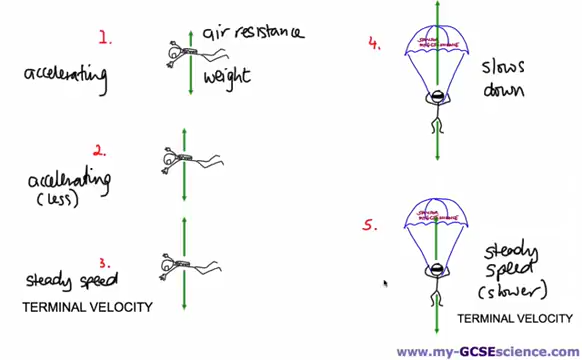 1.
air resistance
accelerating
weight
2.
accelerating
(less)
3.
steady speed
TERMINAL VELOCITY
4.
slows
down
5.
steady
speed
(slower)
TERMINAL VELOCITY
www.my-GCSEscience.com